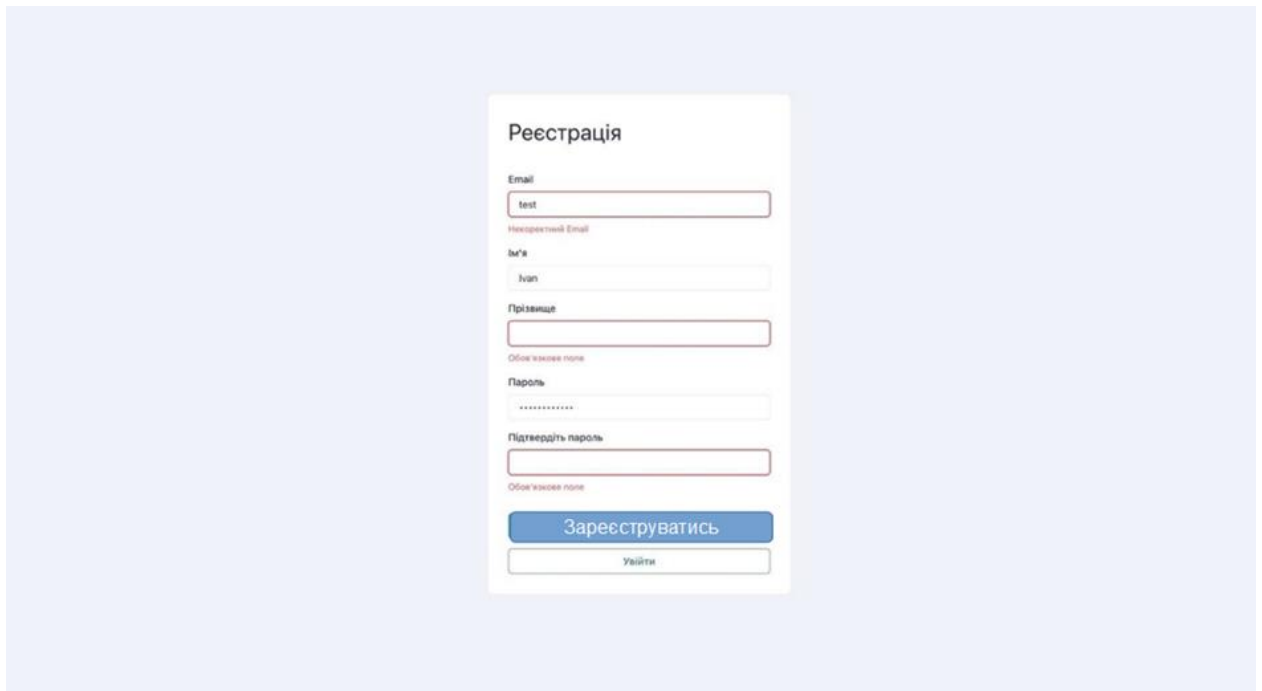 Реєстрація
Email
test
Некоректний Email
Ім'я
Ivan
Прізвище
Обов'язкове поле
Пароль
••••••••••••
Підтвердіть пароль
Обов'язкове поле
Зареєструватись
Увійти